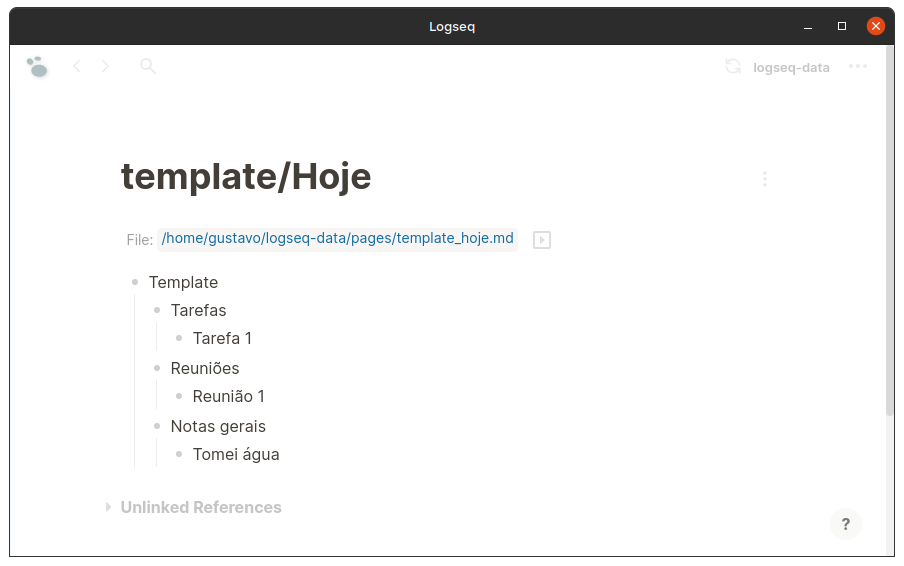 Logseq
logseq-data
template/Hoje
File: /home/gustavo/logseq-data/pages/template_hoje.md
Template
Tarefas
Tarefa 1
Reuniões
Reunião 1
Notas gerais
Tomei água
Unlinked References
?